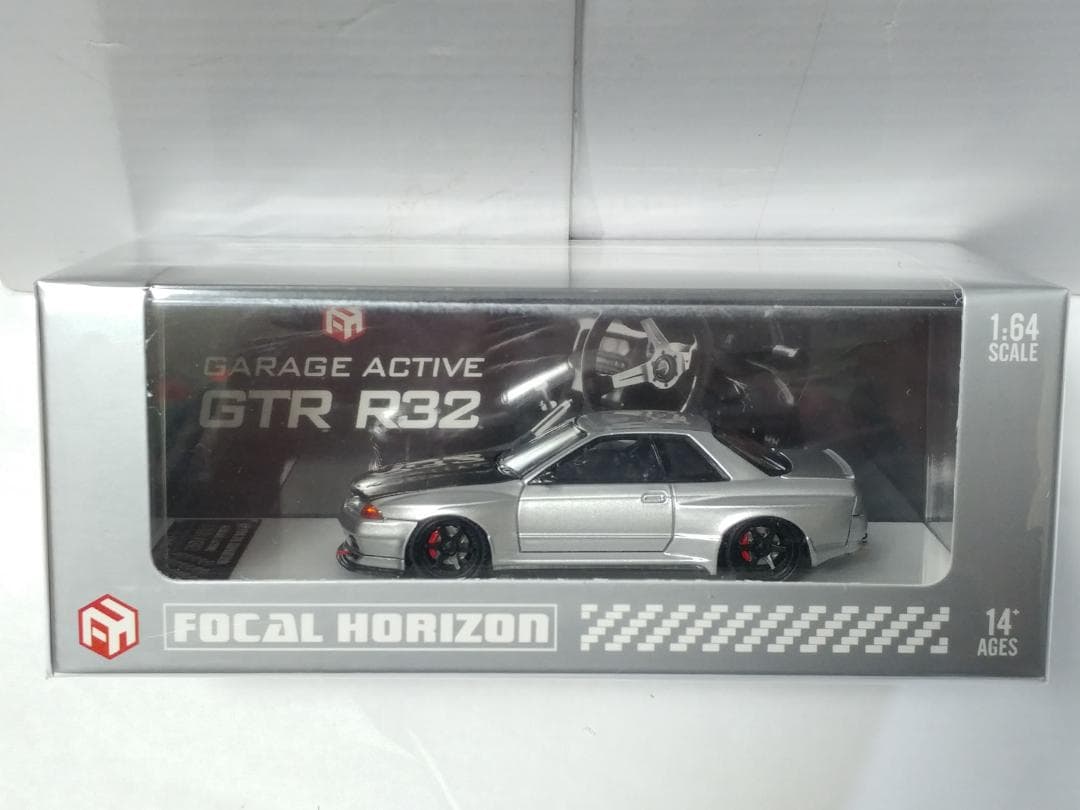 GARAGE ACTIVE
GTR R32
1:64
SCALE
FOCAL HORIZON
14+
AGES